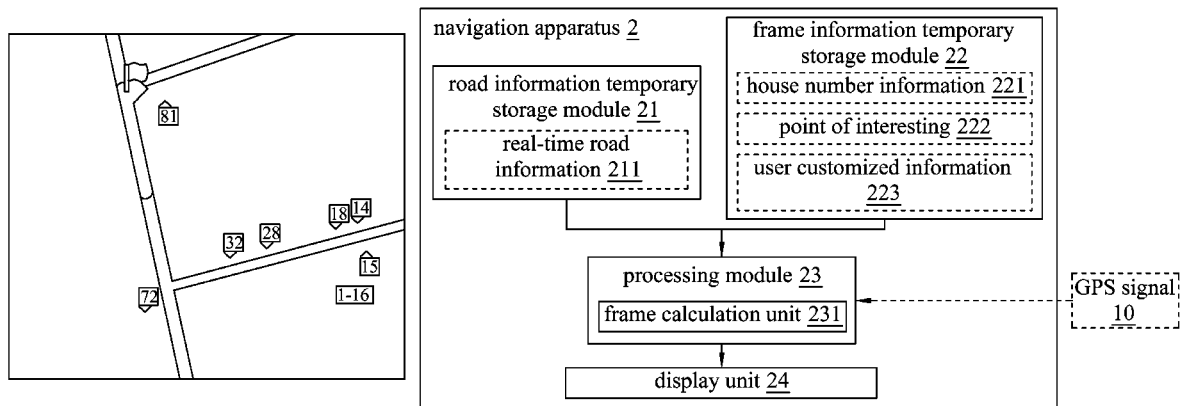 81
32
28
18
14
15
1-16
72
navigation apparatus 2
road information temporary
storage module 21
real-time road
information 211
frame information temporary
storage module 22
house number information 221
point of interesting 222
user customized information
223
processing module 23
frame calculation unit 231
GPS signal
10
display unit 24